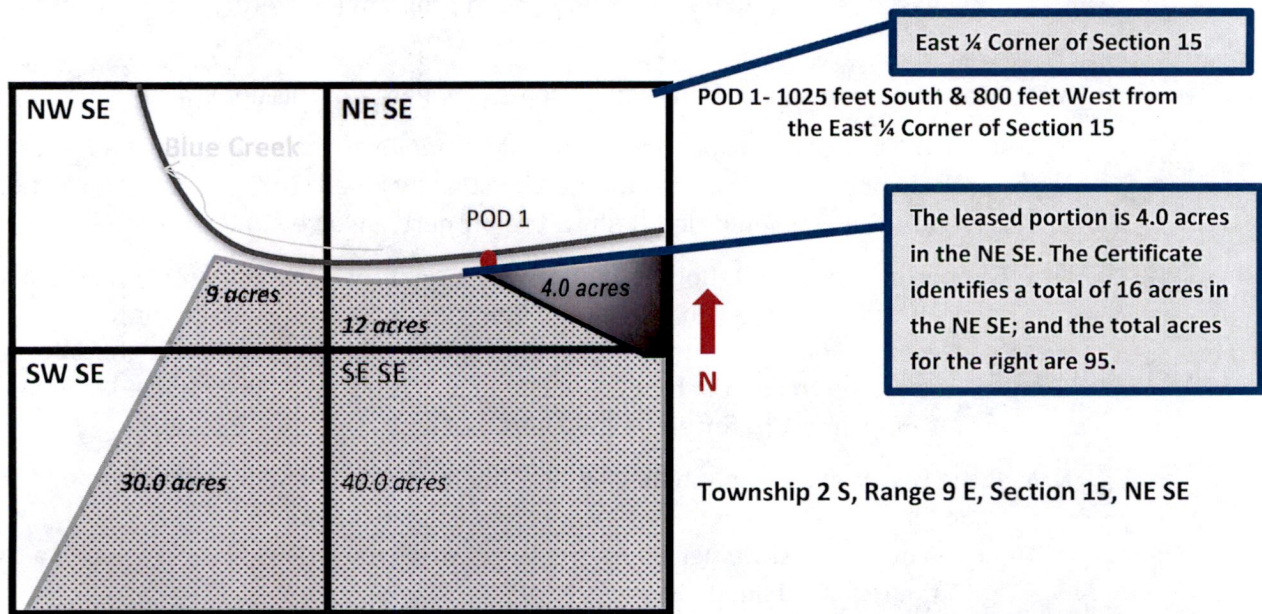 East ¼ Corner of Section 15
NW SE
NE SE
POD 1- 1025 feet South & 800 feet West from
the East ¼ Corner of Section 15
Blue Creek
POD 1
The leased portion is 4.0 acres
in the NE SE. The Certificate
identifies a total of 16 acres in
the NE SE; and the total acres
for the right are 95.
9 acres
4.0 acres
12 acres
SW SE
SE SE
N
30.0 acres
40.0 acres
Township 2 S, Range 9 E, Section 15, NE SE